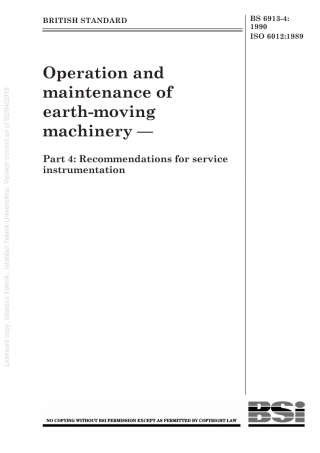 BRITISH STANDARD
BS 6913-4:
1990
ISO 6012:1989
Operation and
maintenance of
earth-moving
machinery —
Part 4: Recommendations for service
instrumentation
Licensed copy: Istanbul Teknik, Istanbul Teknik Universitesi, Version correct as of 02/04/2018
NO COPYING WITHOUT BSI PERMISSION EXCEPT AS PERMITTED BY COPYRIGHT LAW
BSi